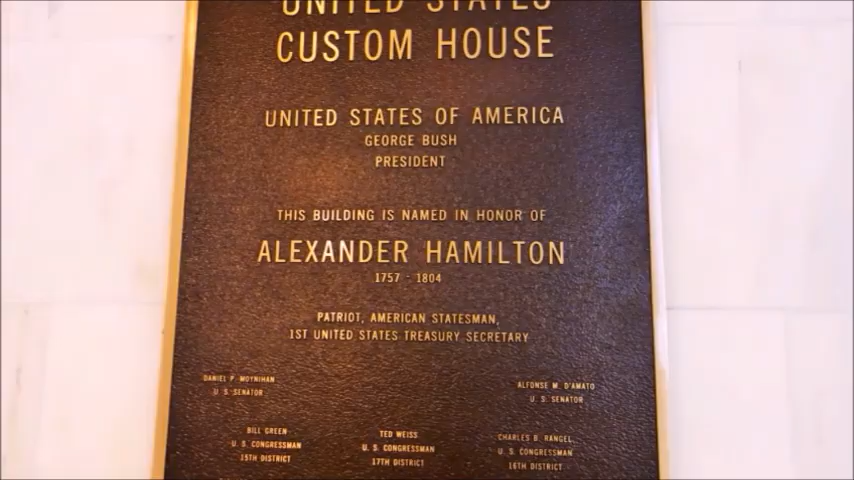 UNITED STATES
CUSTOM HOUSE
UNITED STATES OF AMERICA
GEORGE BUSH
PRESIDENT
THIS BUILDING IS NAMED IN HONOR OF
ALEXANDER HAMILTON
1757 - 1804
PATRIOT, AMERICAN STATESMAN,
1ST UNITED STATES TREASURY SECRETARY
DANIEL P. MOYNIHAN
U. S. SENATOR
ALFONSE M. D'AMATO
U. S. SENATOR
BILL GREEN
U. S. CONGRESSMAN
15TH DISTRICT
TED WEISS
U. S. CONGRESSMAN
17TH DISTRICT
CHARLES B. RANGEL
U. S. CONGRESSMAN
16TH DISTRICT